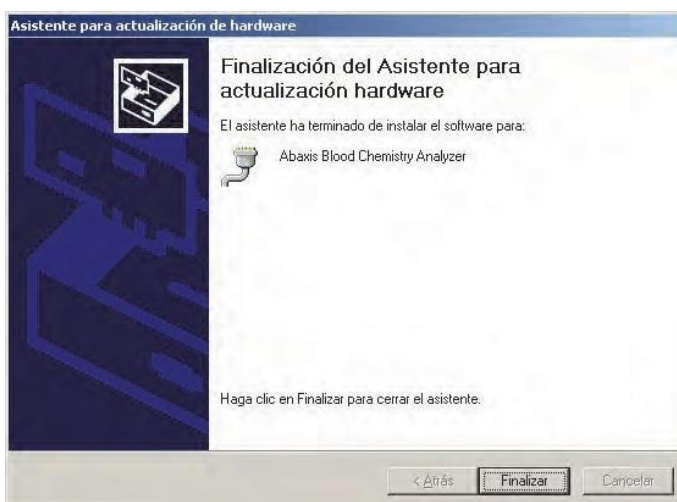 Asistente para actualización de hardware
Finalización del Asistente para
actualización hardware
El asistente ha terminado de instalar el software para:
Abaxis Blood Chemistry Analyzer
Haga clic en Finalizar para cerrar el asistente.
< Atrás Finalizar Cancelar